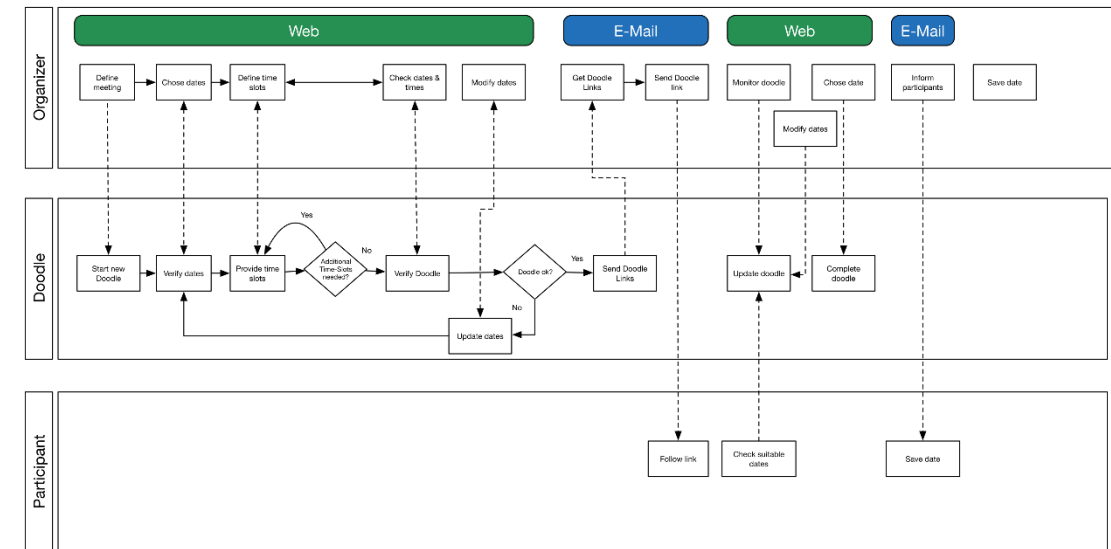 Organizer
Web
E-Mail
Web
E-Mail
Define
meeting
Chose dates
Define time
slots
Check dates &
times
Modify dates
Get Doodle
Links
Send Doodle
link
Monitor doodle
Chose date
Inform
participants
Save date
Modify dates
Doodle
Yes
Start new
Doodle
Verify dates
Provide time
slots
Additional
Time-Slots
needed?
No
Verify Doodle
Doodle ok?
Yes
Send Doodle
Links
Update doodle
Complete
doodle
No
Update dates
Participant
Follow link
Check suitable
dates
Save date